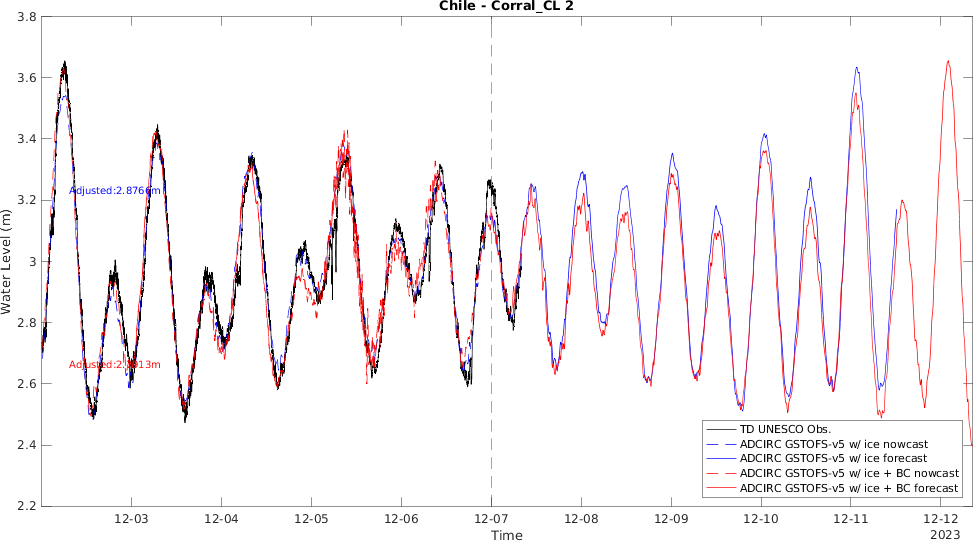 Chile - Corral_CL 2
3.8
3.6
3.4
3.2
3
2.8
2.6
2.4
2.2
Water Level (m)
Adjusted:2.8766m
TD UNESCO Obs.
ADCIRC GSTOFS-v5 w/ ice nowcast
ADCIRC GSTOFS-v5 w/ ice forecast
ADCIRC GSTOFS-v5 w/ ice + BC nowcast
ADCIRC GSTOFS-v5 w/ ice + BC forecast
12-03 12-04 12-05 12-06 12-07 12-08 12-09 12-10 12-11 12-12
2023
Time